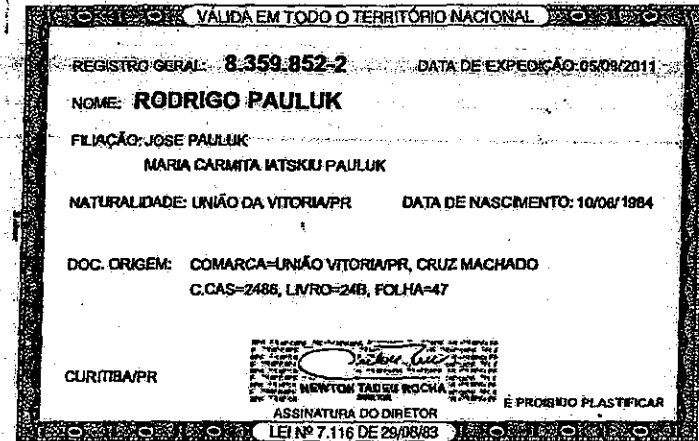 VÁLIDA EM TODO O TERRITÓRIO NACIONAL
REGISTRO GERAL: 8.359.852-2 DATA DE EXPEDIÇÃO: 05/09/2011
NOME: RODRIGO PAULUK
FILIAÇÃO: JOSE PAULUK
MARIA CARMITA IATSKIU PAULUK
NATURALIDADE: UNIÃO DA VITORIA/PR DATA DE NASCIMENTO: 10/06/1984
DOC. ORIGEM: COMARCA=UNIÃO VITORIA/PR, CRUZ MACHADO
C.CAS=2486, LIVRO=24B, FOLHA=47
CURITIBA/PR
NEWTON TADEU ROCHA
DIRETOR
ASSINATURA DO DIRETOR
É PROIBIDO PLASTIFICAR
LEI Nº 7.116 DE 29/08/83